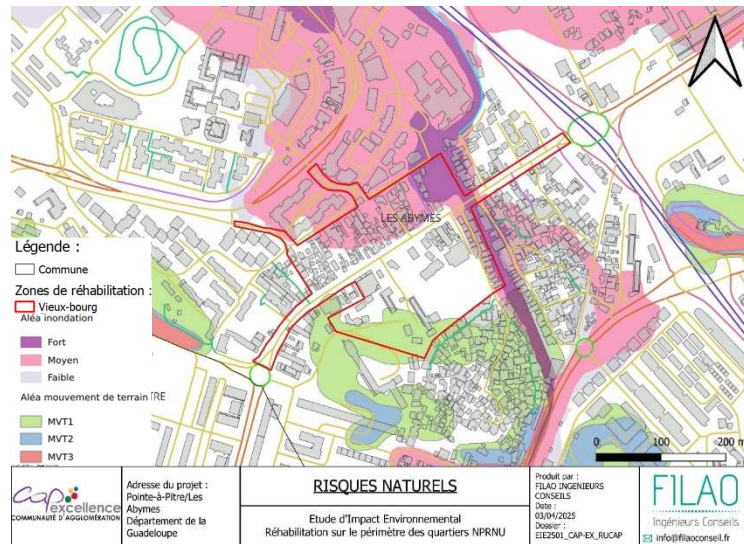 LES ABYMES
Légende :
Commune
Zones de réhabilitation :
Vieux-bourg
Aléa inondation
Fort
Moyen
Faible
Aléa mouvement de terrain TRE
MVT1
MVT2
MVT3
0 100 200 m
cap excellence
COMMUNAUTÉ D'AGGLOMÉRATION
Adresse du projet :
Pointe-à-Pitre/Les
Abymes
Département de la
Guadeloupe
RISQUES NATURELS
Etude d'Impact Environnemental
Réhabilitation sur le périmètre des quartiers NPRNU
Produit par :
FILAO INGENIEURS
CONSEILS
Date :
03/04/2025
Dossier :
EIE2501_CAP-EX_RUCAP
FILAO
Ingénieurs Conseils
info@filaoconseil.fr